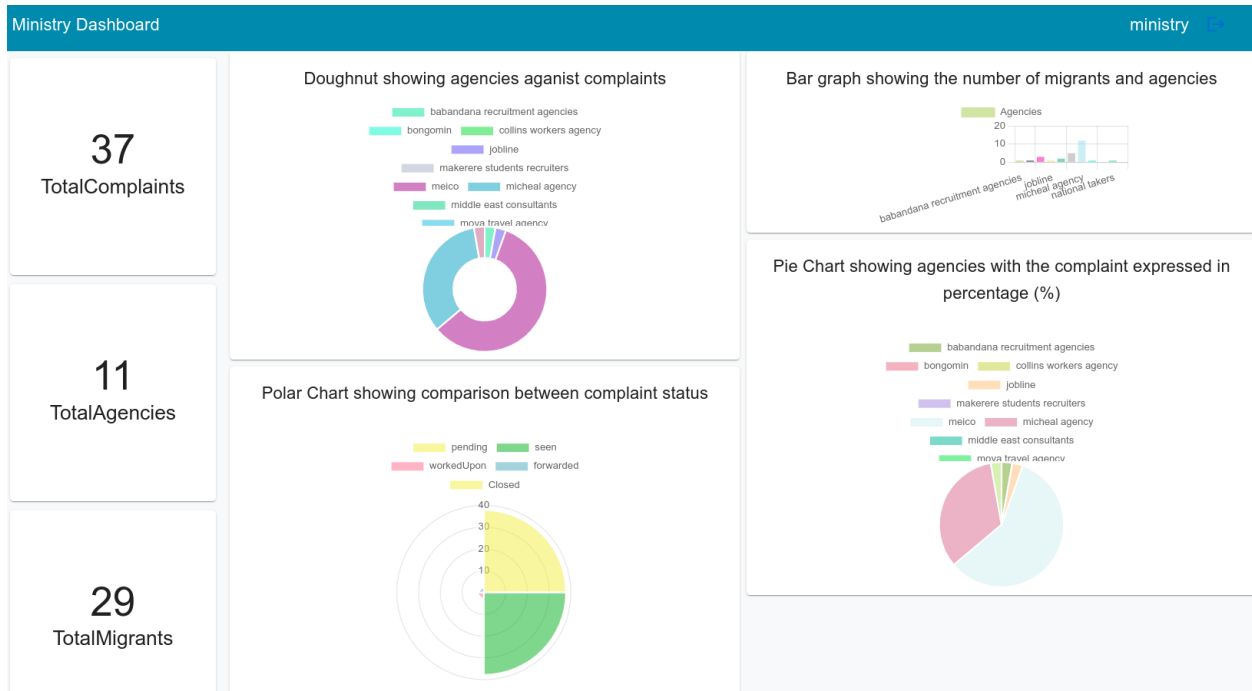 Ministry Dashboard
ministry
37
TotalComplaints
11
TotalAgencies
29
TotalMigrants
Doughnut showing agencies aganist complaints
babandana recruitment agencies
bongomin collins workers agency
jobline
makerere students recruiters
meico micheal agency
middle east consultants
mova travel agency
Polar Chart showing comparison between complaint status
pending seen
workedUpon forwarded
Closed
40
30
20
10
Bar graph showing the number of migrants and agencies
Agencies
20
10
0
babandana recruitment agencies
jobline
micheal agency
national takers
Pie Chart showing agencies with the complaint expressed in
percentage (%)
babandana recruitment agencies
bongomin collins workers agency
jobline
makerere students recruiters
meico micheal agency
middle east consultants
mova travel agency